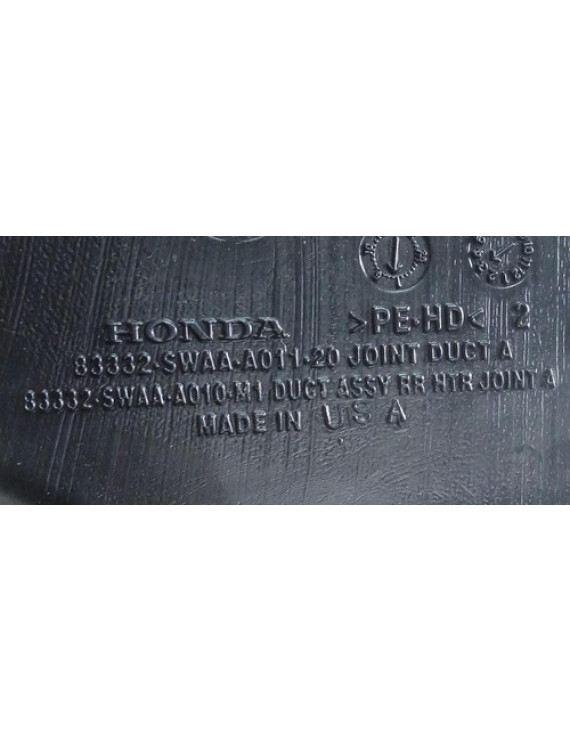 HONDA >PE-HD< 2
83332-SWAA-A011-20 JOINT DUCT A
83332-SWAA-A010-M1 DUCT ASSY RR HTR JOINT A
MADE IN USA